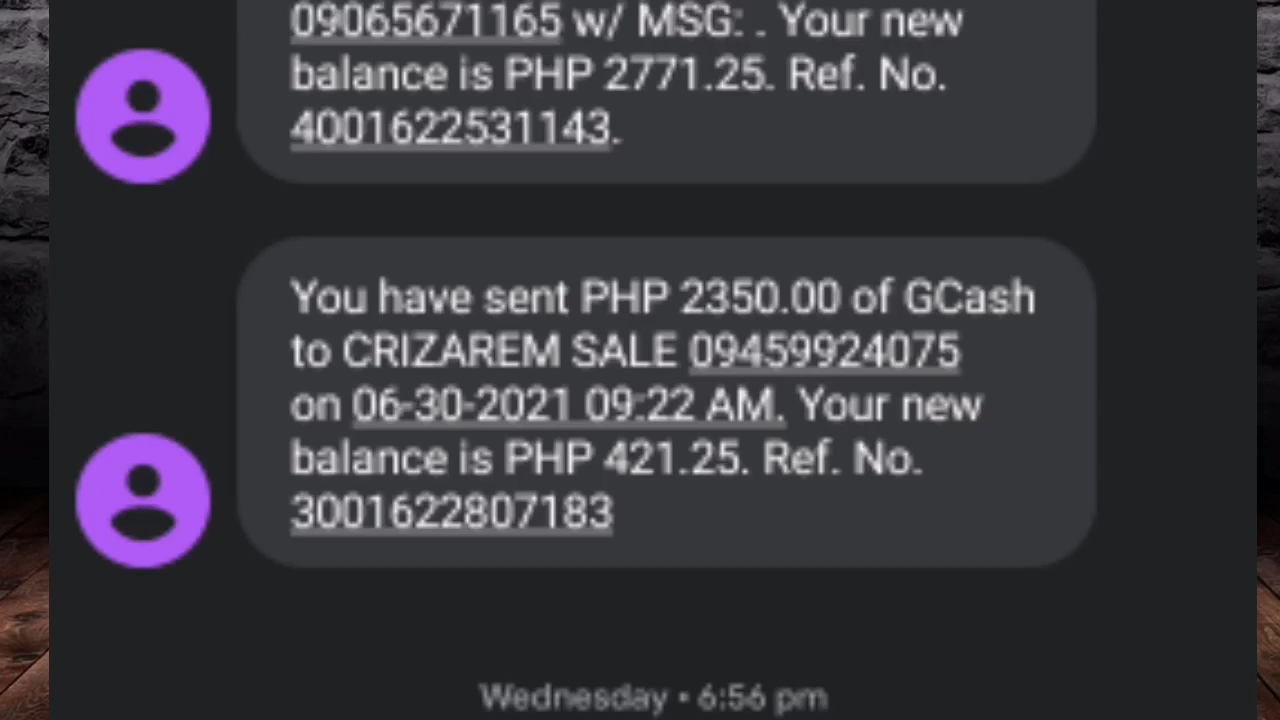 09065671165 w/ MSG: . Your new
balance is PHP 2771.25. Ref. No.
4001622531143.
You have sent PHP 2350.00 of GCash
to CRIZAREM SALE 09459924075
on 06-30-2021 09:22 AM. Your new
balance is PHP 421.25. Ref. No.
3001622807183
Wednesday • 6:56 pm